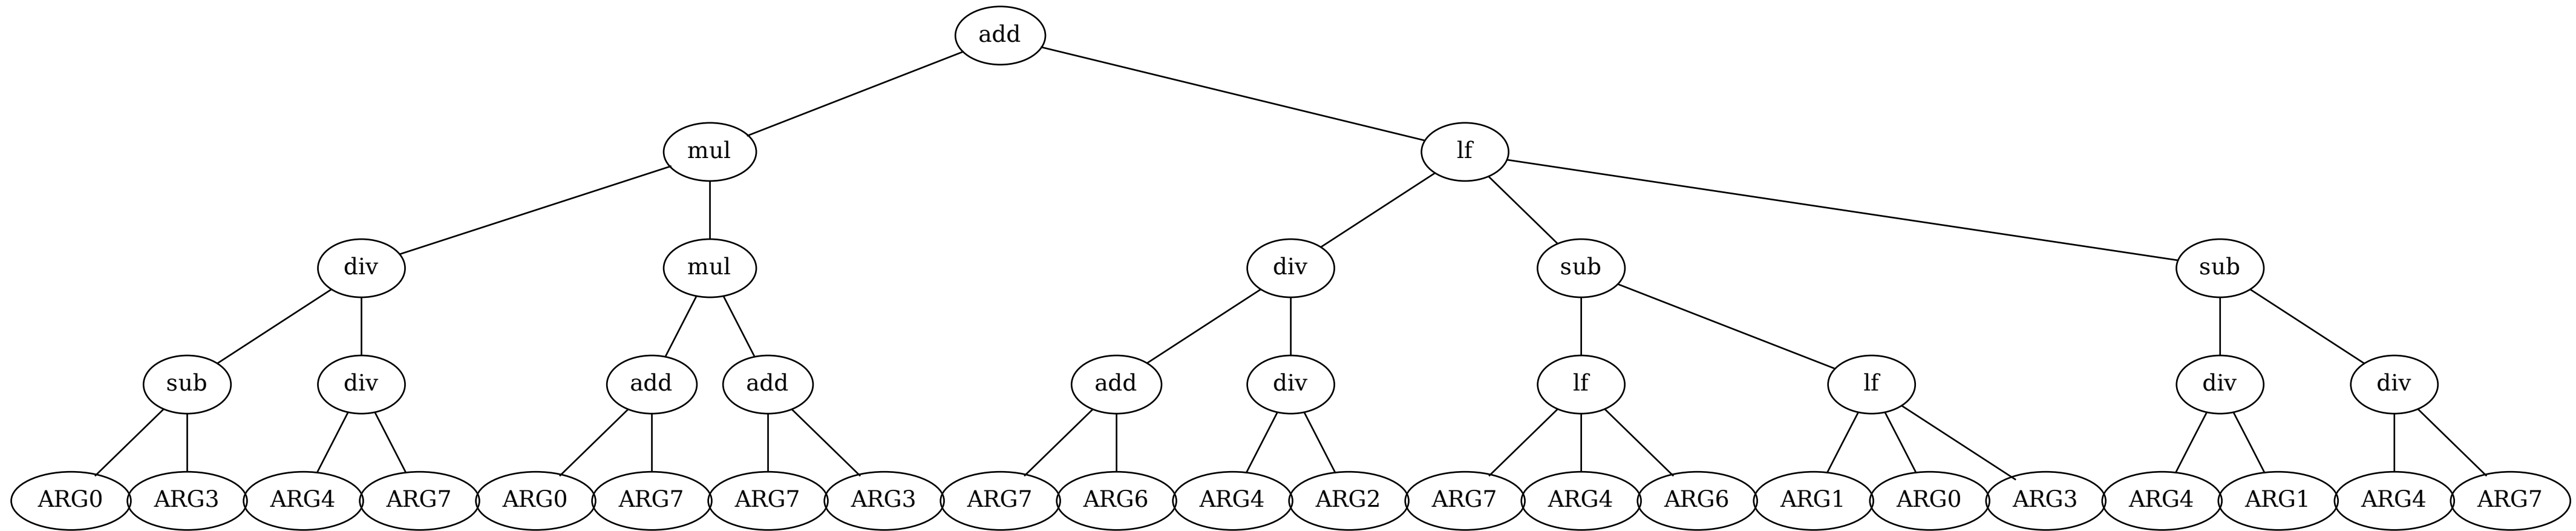 add
mul lf
div mul div sub sub
sub div add add add div lf lf div div
ARG0 ARG3 ARG4 ARG7 ARG0 ARG7 ARG7 ARG3 ARG7 ARG6 ARG4 ARG2 ARG7 ARG4 ARG6 ARG1 ARG0 ARG3 ARG4 ARG1 ARG4 ARG7